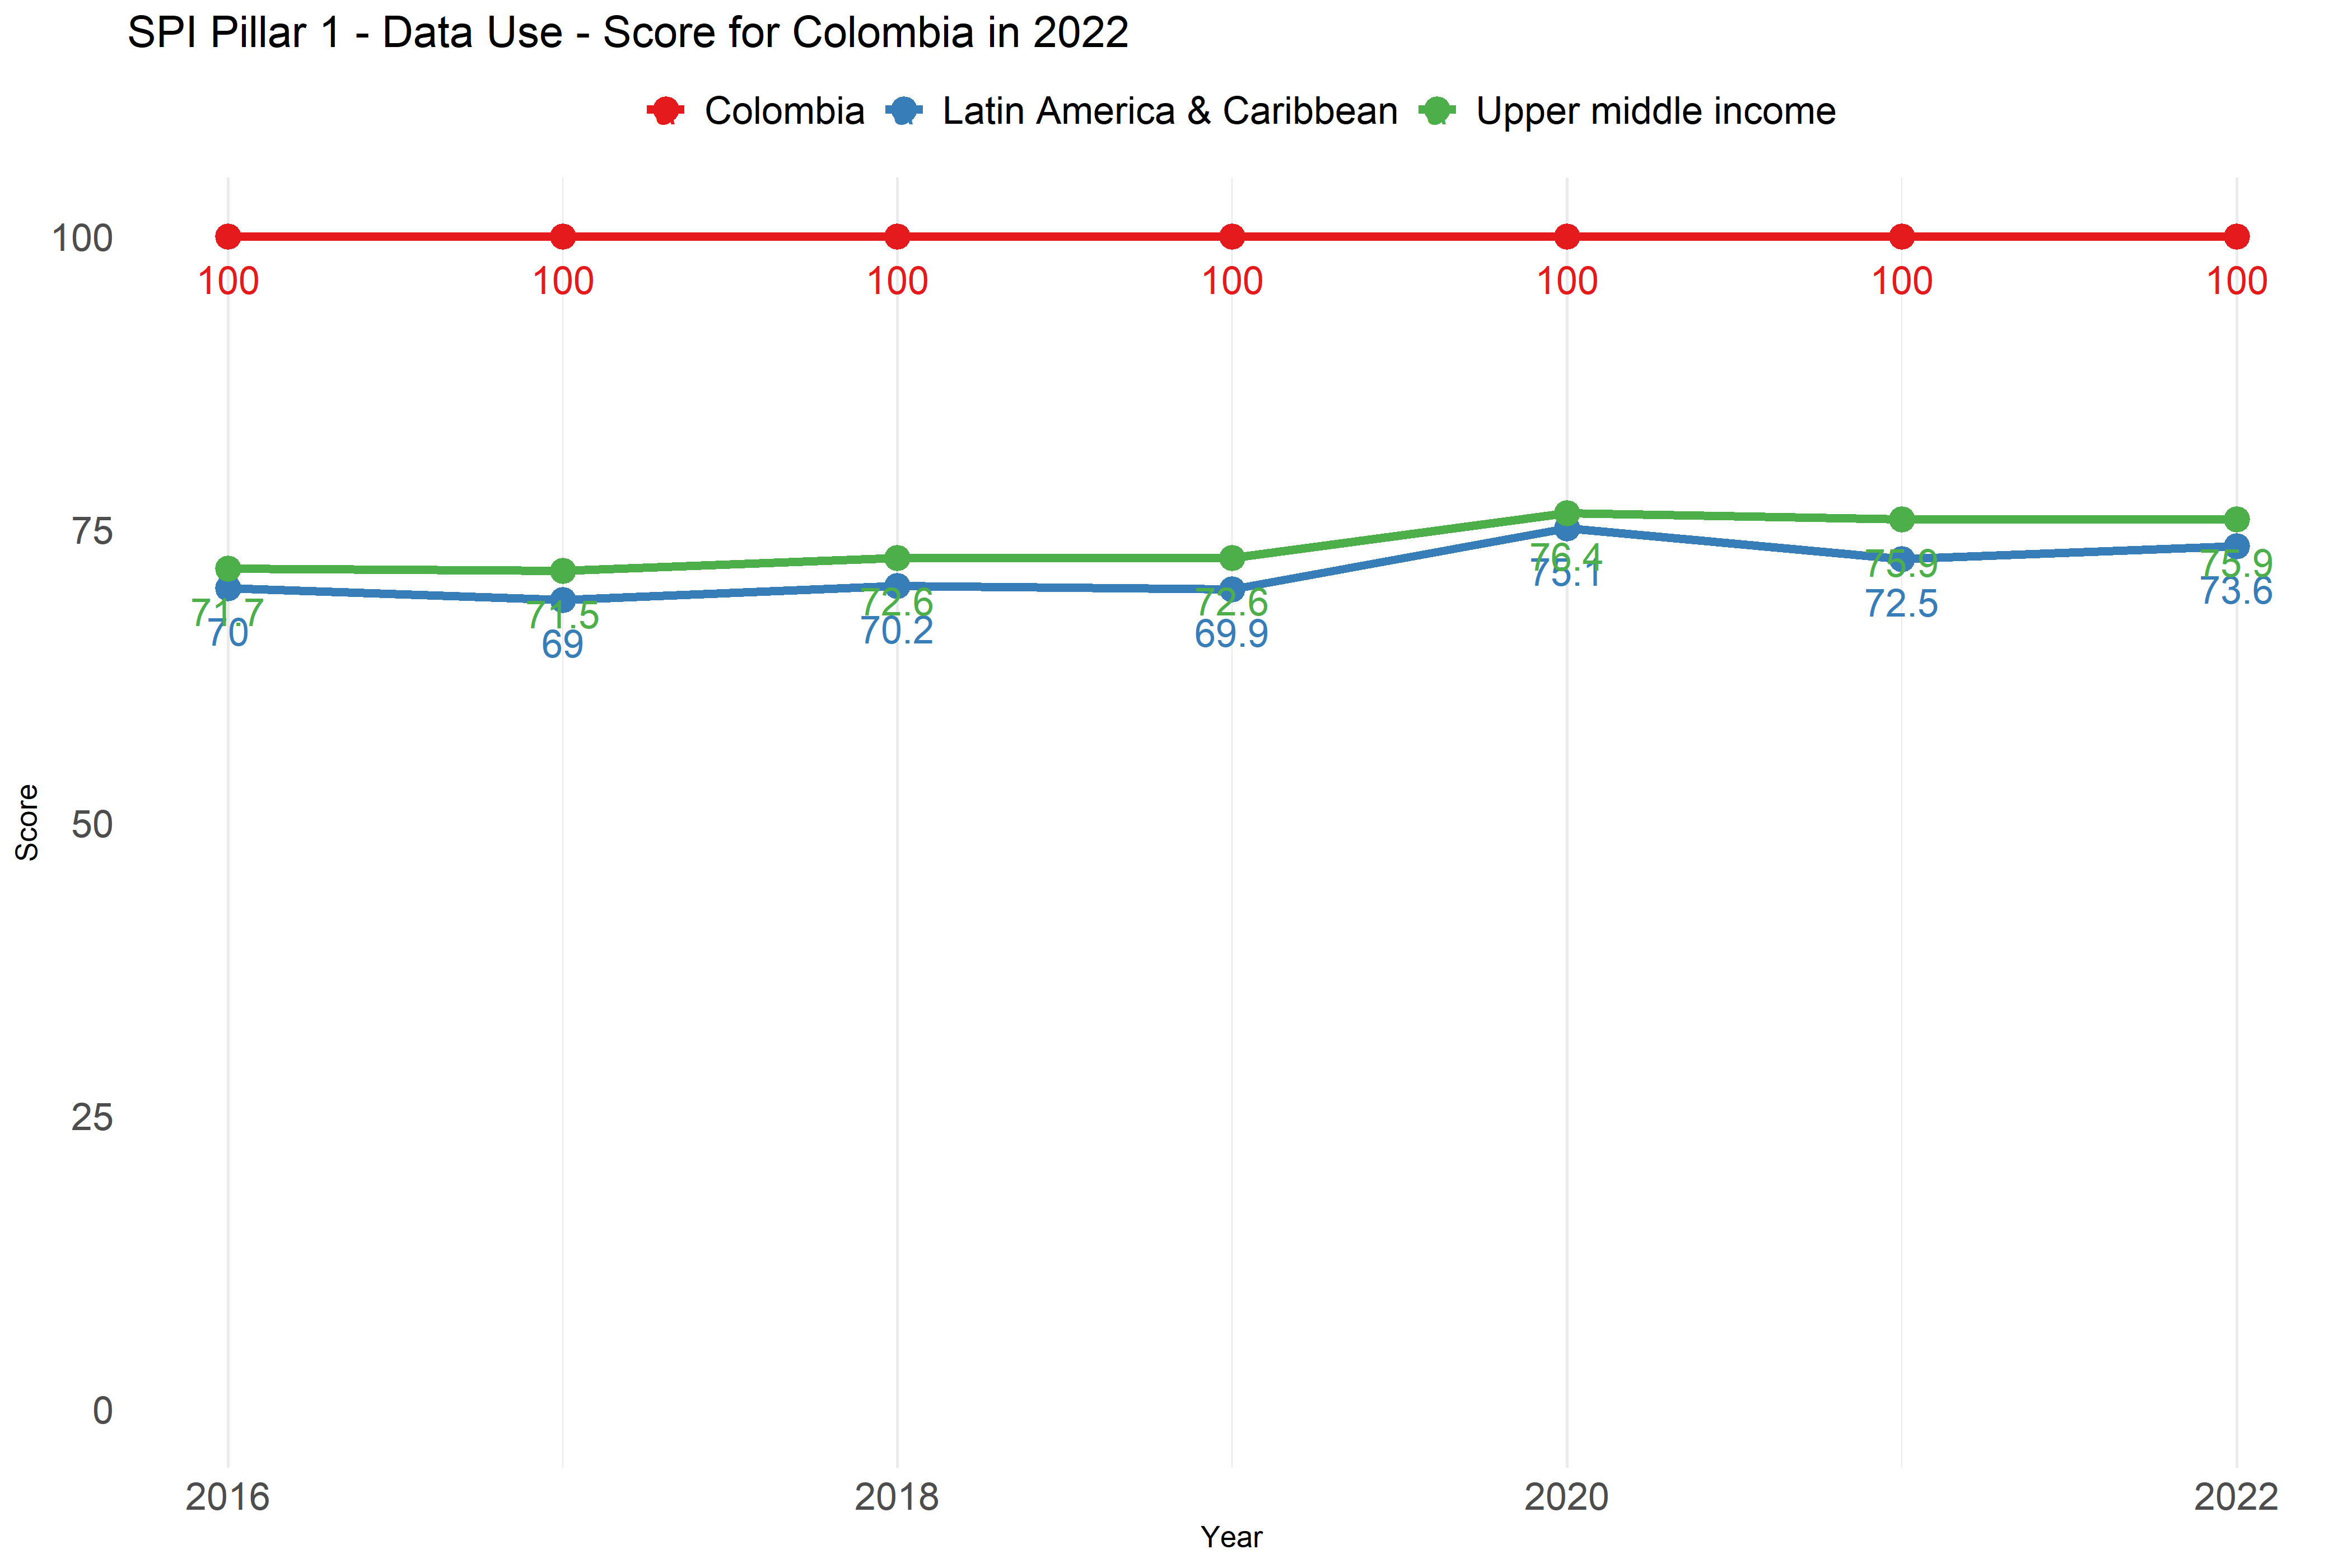 SPI Pillar 1 - Data Use - Score for Colombia in 2022
Colombia Latin America & Caribbean Upper middle income
100
100 100 100 100 100 100 100
75
76.4 75.9 75.9
75.1 72.5 73.6
71.7 71.5 72.6 72.6
70 69 70.2 69.9
Score
50
25
0
2016 2018 2020 2022
Year